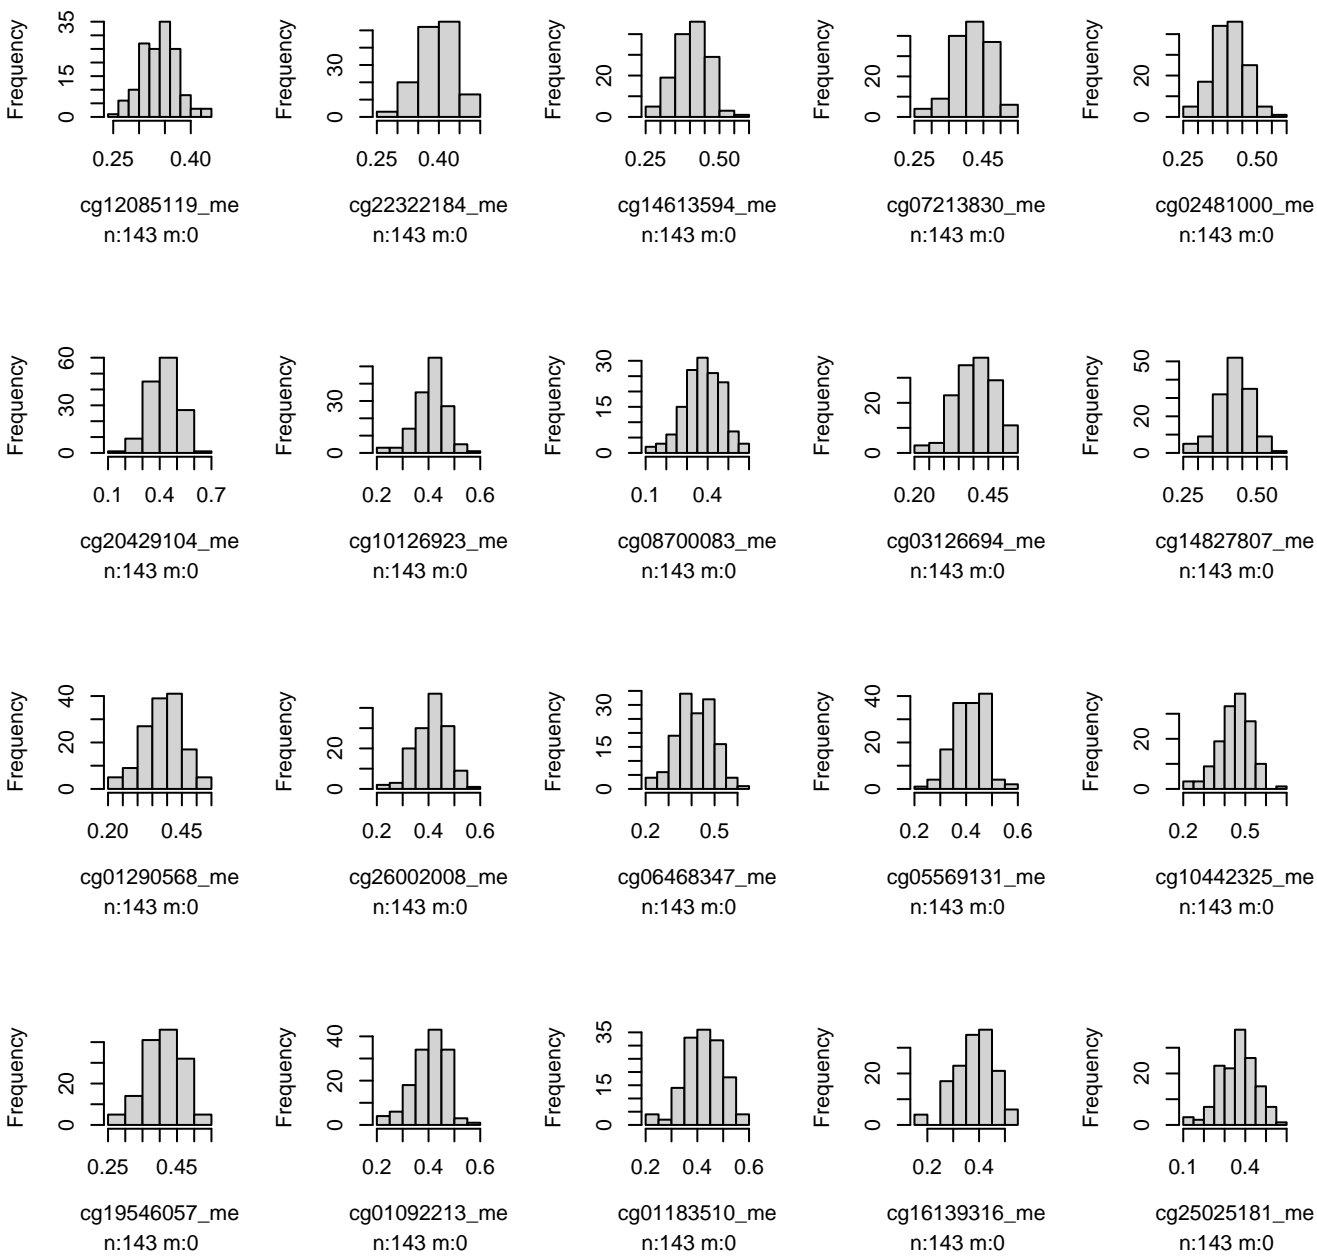 Frequency
0 15 35
0.25 0.40
cg12085119_me
n:143 m:0
Frequency
0 30
0.25 0.40
cg22322184_me
n:143 m:0
Frequency
0 20
0.25 0.50
cg14613594_me
n:143 m:0
Frequency
0 20
0.25 0.45
cg07213830_me
n:143 m:0
Frequency
0 20
0.25 0.50
cg02481000_me
n:143 m:0
Frequency
0 30 60
0.1 0.4 0.7
cg20429104_me
n:143 m:0
Frequency
0 30
0.2 0.4 0.6
cg10126923_me
n:143 m:0
Frequency
0 15 30
0.1 0.4
cg08700083_me
n:143 m:0
Frequency
0 20
0.20 0.45
cg03126694_me
n:143 m:0
Frequency
0 20 50
0.25 0.50
cg14827807_me
n:143 m:0
Frequency
0 20 40
0.20 0.45
cg01290568_me
n:143 m:0
Frequency
0 20
0.2 0.4 0.6
cg26002008_me
n:143 m:0
Frequency
0 15 30
0.2 0.5
cg06468347_me
n:143 m:0
Frequency
0 20 40
0.2 0.4 0.6
cg05569131_me
n:143 m:0
Frequency
0 20
0.2 0.5
cg10442325_me
n:143 m:0
Frequency
0 20
0.25 0.45
cg19546057_me
n:143 m:0
Frequency
0 20 40
0.2 0.4 0.6
cg01092213_me
n:143 m:0
Frequency
0 15 35
0.2 0.4 0.6
cg01183510_me
n:143 m:0
Frequency
0 20
0.2 0.4
cg16139316_me
n:143 m:0
Frequency
0 20
0.1 0.4
cg25025181_me
n:143 m:0